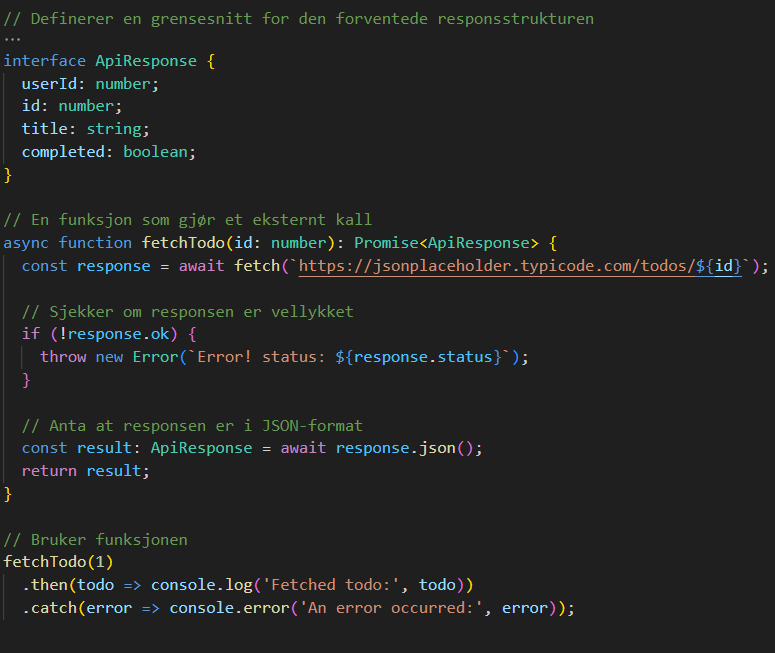 // Definerer en grensesnitt for den forventede responsstrukturen
...
interface ApiResponse {
  userId: number;
  id: number;
  title: string;
  completed: boolean;
}

// En funksjon som gjør et eksternt kall
async function fetchTodo(id: number): Promise<ApiResponse> {
  const response = await fetch(`https://jsonplaceholder.typicode.com/todos/${id}`);

  // Sjekker om responsen er vellykket
  if (!response.ok) {
    throw new Error(`Error! status: ${response.status}`);
  }

  // Anta at responsen er i JSON-format
  const result: ApiResponse = await response.json();
  return result;
}

// Bruker funksjonen
fetchTodo(1)
  .then(todo => console.log('Fetched todo:', todo))
  .catch(error => console.error('An error occurred:', error));